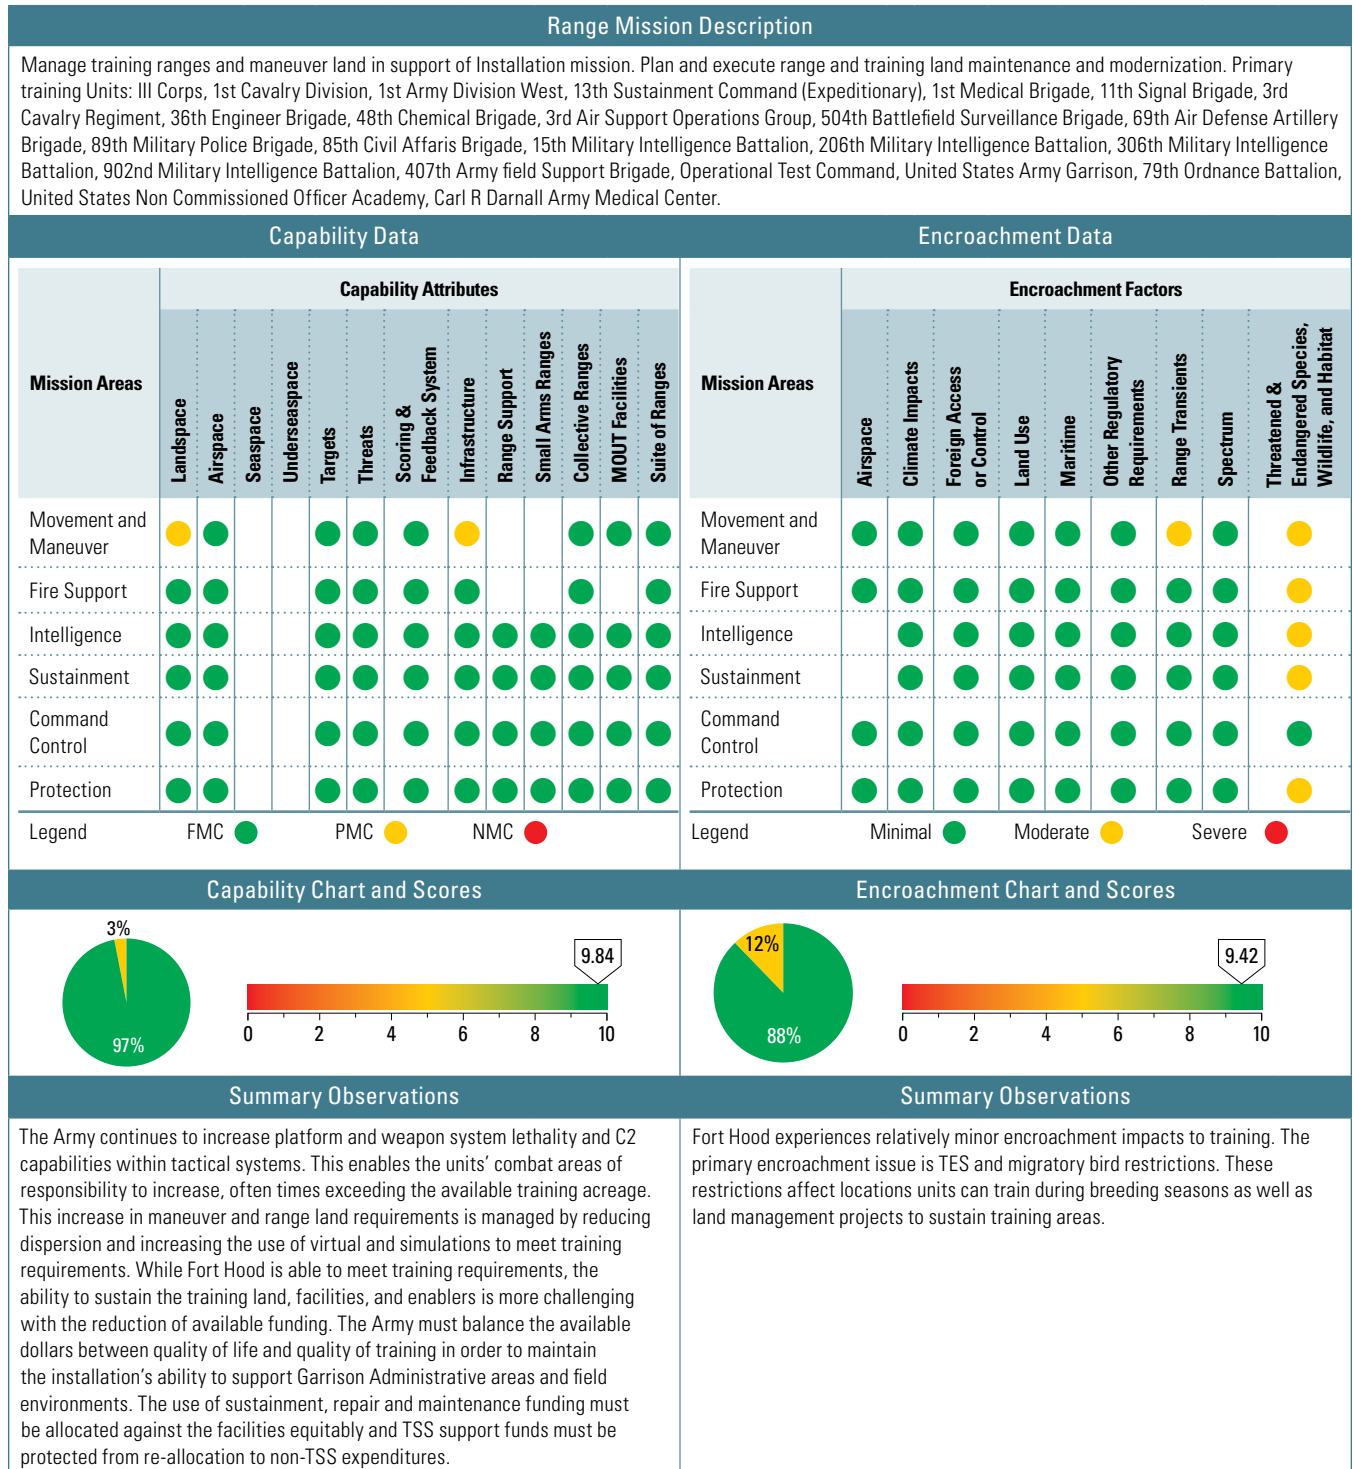 Range Mission Description
Manage training ranges and maneuver land in support of Installation mission. Plan and execute range and training land maintenance and modernization. Primary
training Units: III Corps, 1st Cavalry Division, 1st Army Division West, 13th Sustainment Command (Expeditionary), 1st Medical Brigade, 11th Signal Brigade, 3rd
Cavalry Regiment, 36th Engineer Brigade, 48th Chemical Brigade, 3rd Air Support Operations Group, 504th Battlefield Surveillance Brigade, 69th Air Defense Artillery
Brigade, 89th Military Police Brigade, 85th Civil Affaris Brigade, 15th Military Intelligence Battalion, 206th Military Intelligence Battalion, 306th Military Intelligence
Battalion, 902nd Military Intelligence Battalion, 407th Army field Support Brigade, Operational Test Command, United States Army Garrison, 79th Ordnance Battalion,
United States Non Commissioned Officer Academy, Carl R Darnall Army Medical Center.
Capability Data
Mission Areas
Capability Attributes
Landspace
Airspace
Seaspace
Underseaspace
Targets
Threats
Scoring &
Feedback System
Infrastructure
Range Support
Small Arms Ranges
Collective Ranges
MOUT Facilities
Suite of Ranges
Movement and
Maneuver
Fire Support
Intelligence
Sustainment
Command
Control
Protection
Legend FMC PMC NMC
Encroachment Data
Mission Areas
Encroachment Factors
Airspace
Climate Impacts
Foreign Access
or Control
Land Use
Maritime
Other Regulatory
Requirements
Range Transients
Spectrum
Threatened &
Endangered Species,
Wildlife, and Habitat
Movement and
Maneuver
Fire Support
Intelligence
Sustainment
Command
Control
Protection
Legend Minimal Moderate Severe
Capability Chart and Scores
3%
97%
9.84
0 2 4 6 8 10
Encroachment Chart and Scores
12%
88%
9.42
0 2 4 6 8 10
Summary Observations
The Army continues to increase platform and weapon system lethality and C2
capabilities within tactical systems. This enables the units' combat areas of
responsibility to increase, often times exceeding the available training acreage.
This increase in maneuver and range land requirements is managed by reducing
dispersion and increasing the use of virtual and simulations to meet training
requirements. While Fort Hood is able to meet training requirements, the
ability to sustain the training land, facilities, and enablers is more challenging
with the reduction of available funding. The Army must balance the available
dollars between quality of life and quality of training in order to maintain
the installation's ability to support Garrison Administrative areas and field
environments. The use of sustainment, repair and maintenance funding must
be allocated against the facilities equitably and TSS support funds must be
protected from re-allocation to non-TSS expenditures.
Summary Observations
Fort Hood experiences relatively minor encroachment impacts to training. The
primary encroachment issue is TES and migratory bird restrictions. These
restrictions affect locations units can train during breeding seasons as well as
land management projects to sustain training areas.